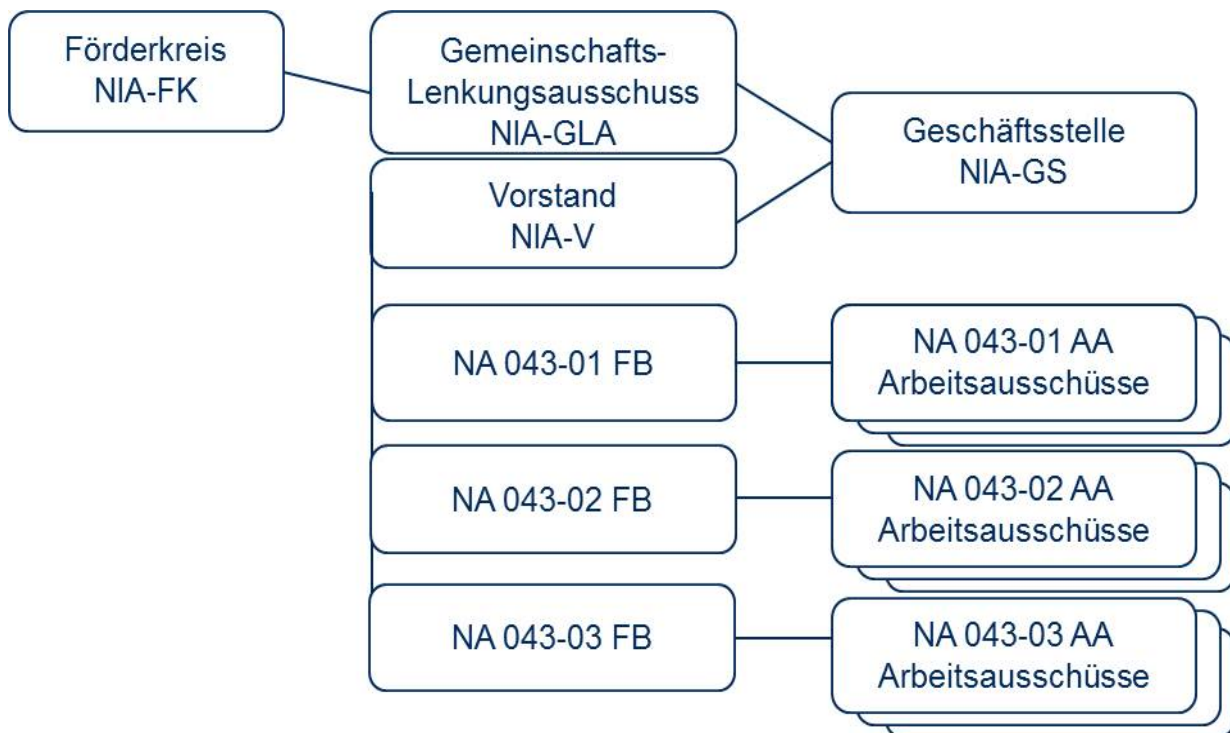 Förderkreis
NIA-FK
Gemeinschafts-
Lenkungsausschuss
NIA-GLA
Geschäftsstelle
NIA-GS
Vorstand
NIA-V
NA 043-01 FB
NA 043-01 AA
Arbeitsausschüsse
NA 043-02 FB
NA 043-02 AA
Arbeitsausschüsse
NA 043-03 FB
NA 043-03 AA
Arbeitsausschüsse